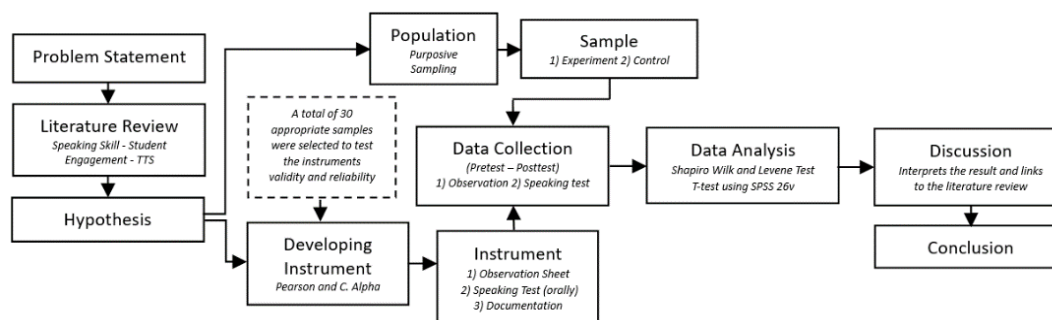 Problem Statement
Literature Review
Speaking Skill - Student
Engagement - TTS
Hypothesis
Population
Purposive
Sampling
Sample
1) Experiment 2) Control
A total of 30
appropriate samples
were selected to test
the instruments
validity and reliability
Developing
Instrument
Pearson and C. Alpha
Instrument
1) Observation Sheet
2) Speaking Test (orally)
3) Documentation
Data Collection
(Pretest – Posttest)
1) Observation 2) Speaking test
Data Analysis
Shapiro Wilk and Levene Test
T-test using SPSS 26v
Discussion
Interprets the result and links
to the literature review
Conclusion